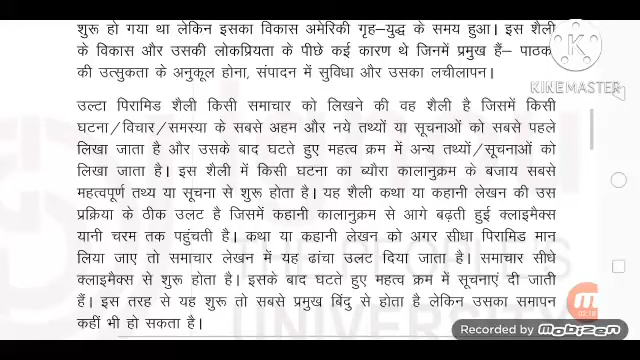 शुरू हो गया था लेकिन इसका विकास अमेरिकी गृह–युद्ध के समय हुआ। इस शैली
के विकास और उसकी लोकप्रियता के पीछे कई कारण थे जिनमें प्रमुख हैं– पाठक
की उत्सुकता के अनुकूल होना, संपादन में सुविधा और उसका लचीलापन।
उल्टा पिरामिड शैली किसी समाचार को लिखने की वह शैली है जिसमें किसी
घटना/विचार/समस्या के सबसे अहम और नये तथ्यों या सूचनाओं को सबसे पहले
लिखा जाता है और उसके बाद घटते हुए महत्व क्रम में अन्य तथ्यों/सूचनाओं को
लिखा जाता है। इस शैली में किसी घटना का ब्यौरा कालानुक्रम के बजाय सबसे
महत्वपूर्ण तथ्य या सूचना से शुरू होता है। यह शैली कथा या कहानी लेखन की उस
प्रक्रिया के ठीक उलट है जिसमें कहानी कालानुक्रम से आगे बढ़ती हुई क्लाइमैक्स
यानी चरम तक पहुंचती है। कथा या कहानी लेखन को अगर सीधा पिरामिड मान
लिया जाए तो समाचार लेखन में यह ढांचा उलट दिया जाता है। समाचार सीधे
क्लाइमैक्स से शुरू होता है। इसके बाद घटते हुए महत्व क्रम में सूचनाएं दी जाती
हैं। इस तरह से यह शुरू तो सबसे प्रमुख बिंदु से होता है लेकिन उसका समापन
कहीं भी हो सकता है।
KINEMASTER
02:18
THE PEOPLE'S
UNIVERSITY
Recorded by Mobizen